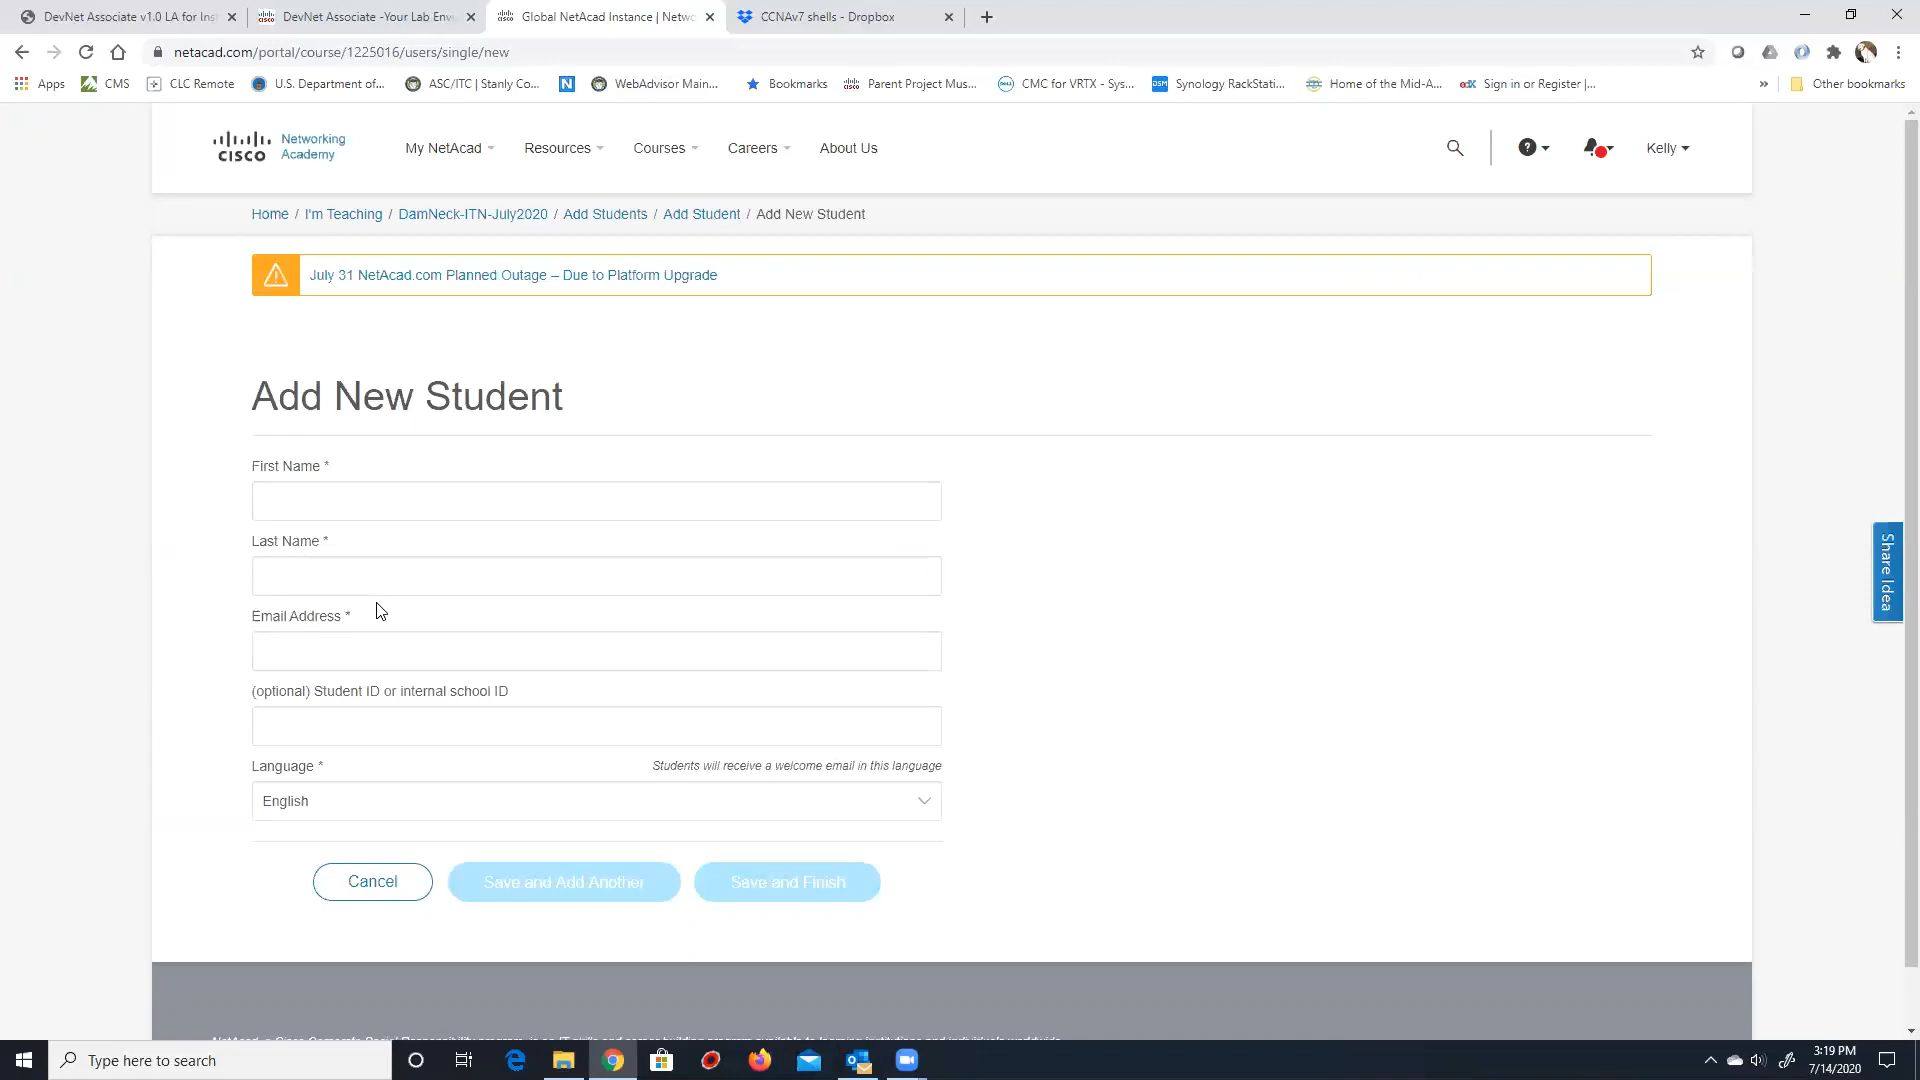 DevNet Associate v1.0 LA for Inst
DevNet Associate -Your Lab Env
Global NetAcad Instance | Netwo
CCNAv7 shells - Dropbox
netacad.com/portal/course/1225016/users/single/new
Apps
CMS
CLC Remote
U.S. Department of...
ASC/ITC | Stanly Co...
WebAdvisor Main...
Bookmarks
Parent Project Mus...
CMC for VRTX - Sys...
Synology RackStati...
Home of the Mid-A...
Sign in or Register |...
»
Other bookmarks
CISCO
Networking
Academy
My NetAcad
Resources
Courses
Careers
About Us
Kelly
Home / I'm Teaching / DamNeck-ITN-July2020 / Add Students / Add Student / Add New Student
July 31 NetAcad.com Planned Outage – Due to Platform Upgrade
Add New Student
First Name *
Last Name *
Email Address *
(optional) Student ID or internal school ID
Language *
Students will receive a welcome email in this language
English
Cancel
Save and Add Another
Save and Finish
Share Idea
Type here to search
3:19 PM
7/14/2020